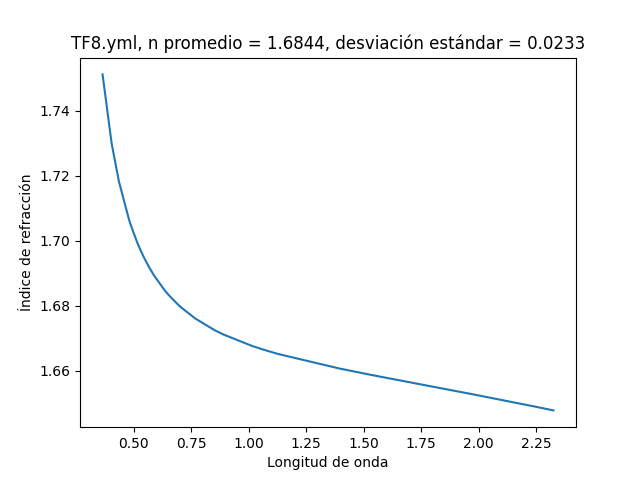 TF8.yml, n promedio = 1.6844, desviación estándar = 0.0233
Índice de refracción
1.74
1.72
1.70
1.68
1.66
0.50 0.75 1.00 1.25 1.50 1.75 2.00 2.25
Longitud de onda